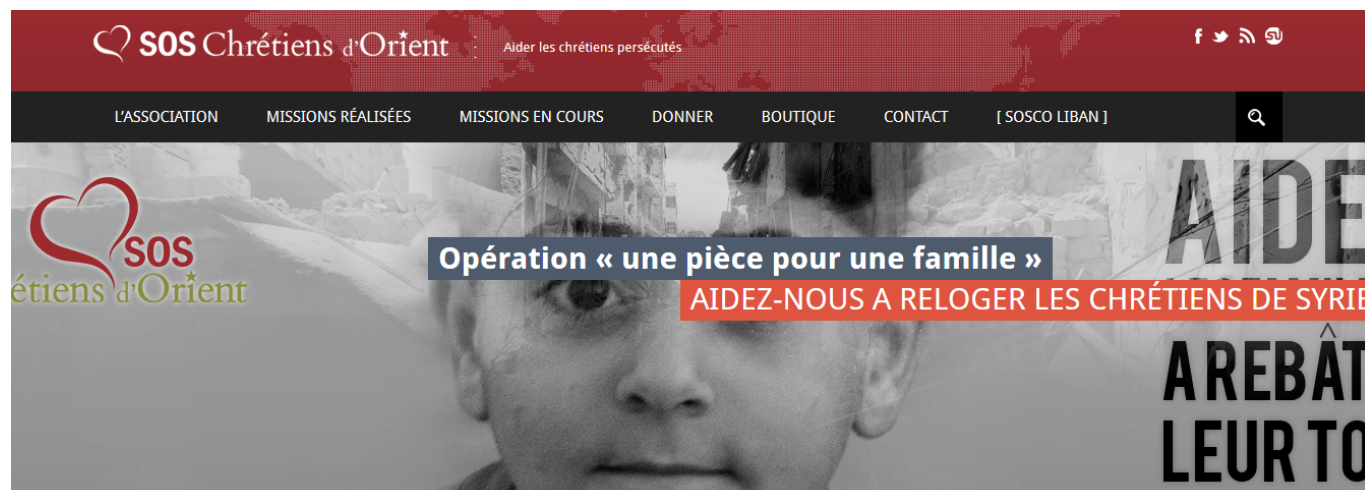 SOS Chrétiens d'Orient
Aider les chrétiens persécutés
L'ASSOCIATION
MISSIONS RÉALISÉES
MISSIONS EN COURS
DONNER
BOUTIQUE
CONTACT
[ SOSCO LIBAN ]
SOS
étiens d'Orient
Opération « une pièce pour une famille »
AIDEZ-NOUS A RELOGER LES CHRÉTIENS DE SYRIE
AIDE
A REBÂT
LEUR TO